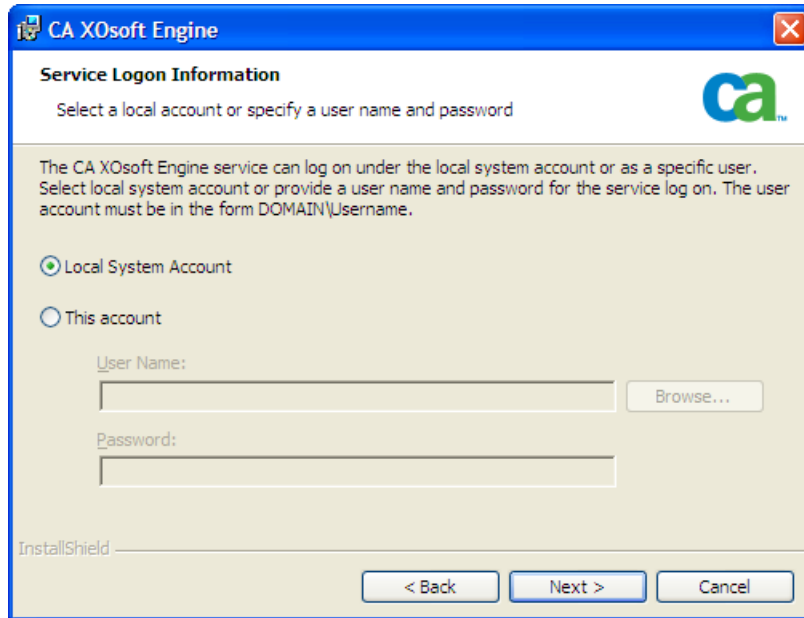 CA XOsoft Engine
Service Logon Information
Select a local account or specify a user name and password
ca™
The CA XOsoft Engine service can log on under the local system account or as a specific user.
Select local system account or provide a user name and password for the service log on. The user
account must be in the form DOMAIN\Username.
Local System Account
This account
User Name:
Browse...
Password:
InstallShield
< Back Next > Cancel